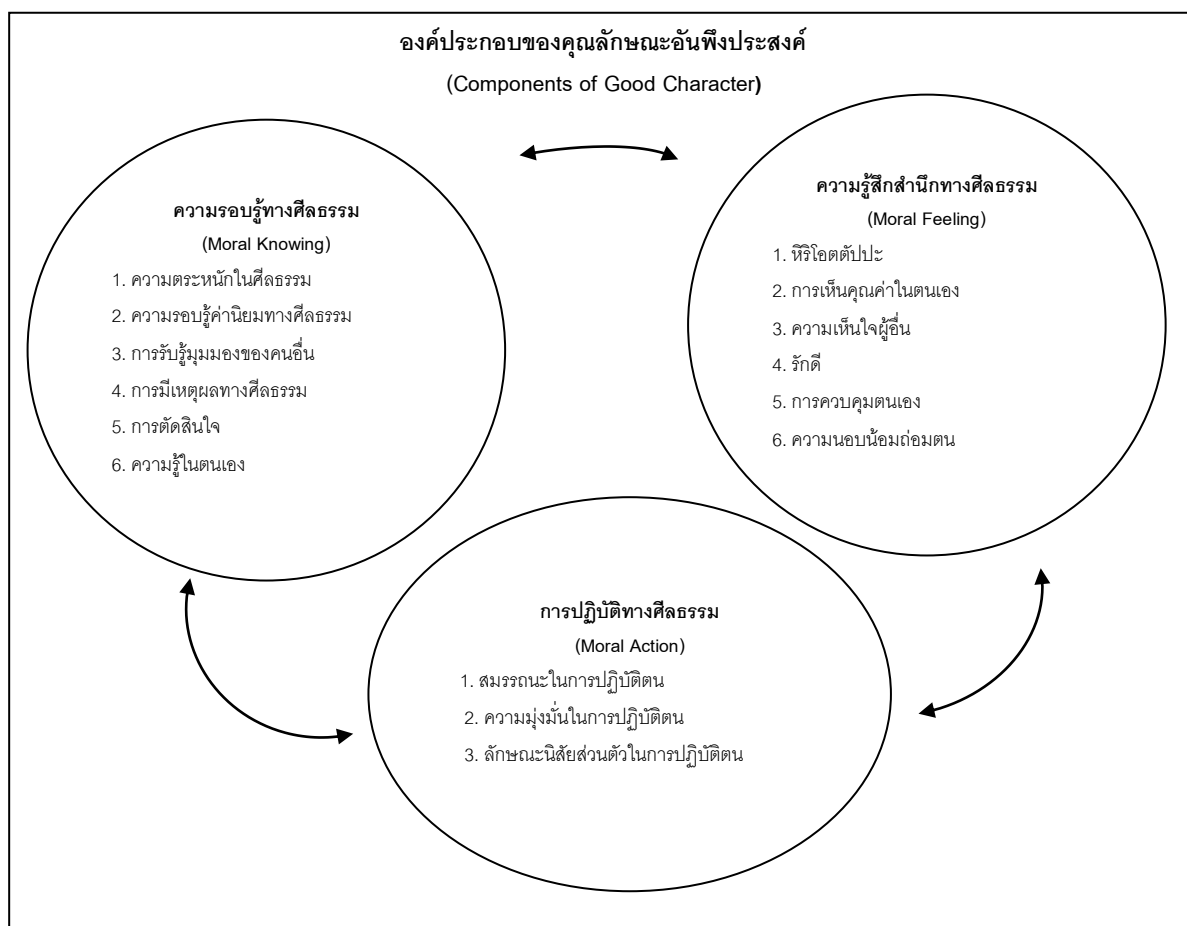 องค์ประกอบของคุณลักษณะอันพึงประสงค์
(Components of Good Character)
ความรอบรู้ทางศีลธรรม
(Moral Knowing)
1. ความตระหนักในศีลธรรม
2. ความรอบรู้ค่านิยมทางศีลธรรม
3. การรับรู้มุมมองของคนอื่น
4. การมีเหตุผลทางศีลธรรม
5. การตัดสินใจ
6. ความรู้ในตนเอง
ความรู้สึกสำนึกทางศีลธรรม
(Moral Feeling)
1. หิริโอตตัปปะ
2. การเห็นคุณค่าในตนเอง
3. ความเห็นใจผู้อื่น
4. รักดี
5. การควบคุมตนเอง
6. ความนอบน้อมถ่อมตน
การปฏิบัติทางศีลธรรม
(Moral Action)
1. สมรรถนะในการปฏิบัติตน
2. ความมุ่งมั่นในการปฏิบัติตน
3. ลักษณะนิสัยส่วนตัวในการปฏิบัติตน